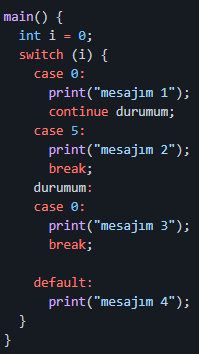 main() {
  int i = 0;
  switch (i) {
    case 0:
      print("mesajım 1");
      continue durumum;
    case 5:
      print("mesajım 2");
      break;
    durumum:
    case 0:
      print("mesajım 3");
      break;

    default:
      print("mesajım 4");
  }
}